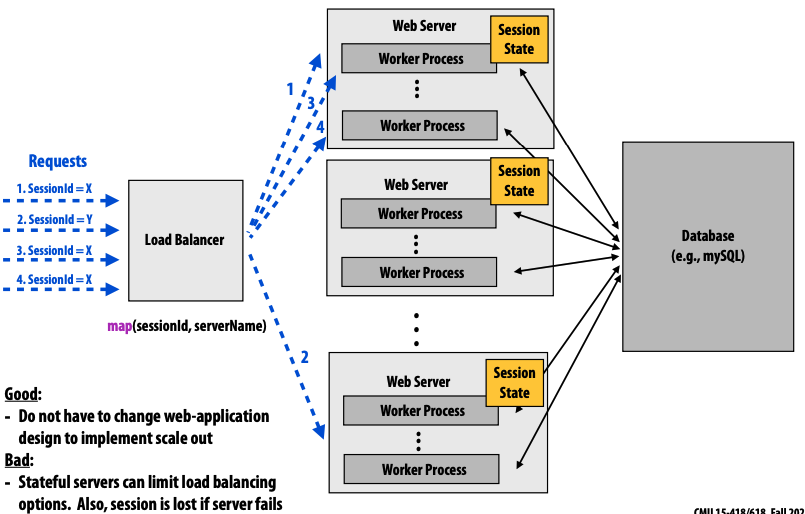 Web Server
Session
State
Worker Process
Worker Process
1
3
4
Requests
1. SessionId = X
2. SessionId = Y
3. SessionId = X
4. SessionId = X
Load Balancer
map(sessionId, serverName)
Web Server
Session
State
Worker Process
Worker Process
Database
(e.g., mySQL)
2
Web Server
Session
State
Worker Process
Worker Process
Good:
- Do not have to change web-application
design to implement scale out
Bad:
- Stateful servers can limit load balancing
options. Also, session is lost if server fails
CMU 15-418/618, Fall 202